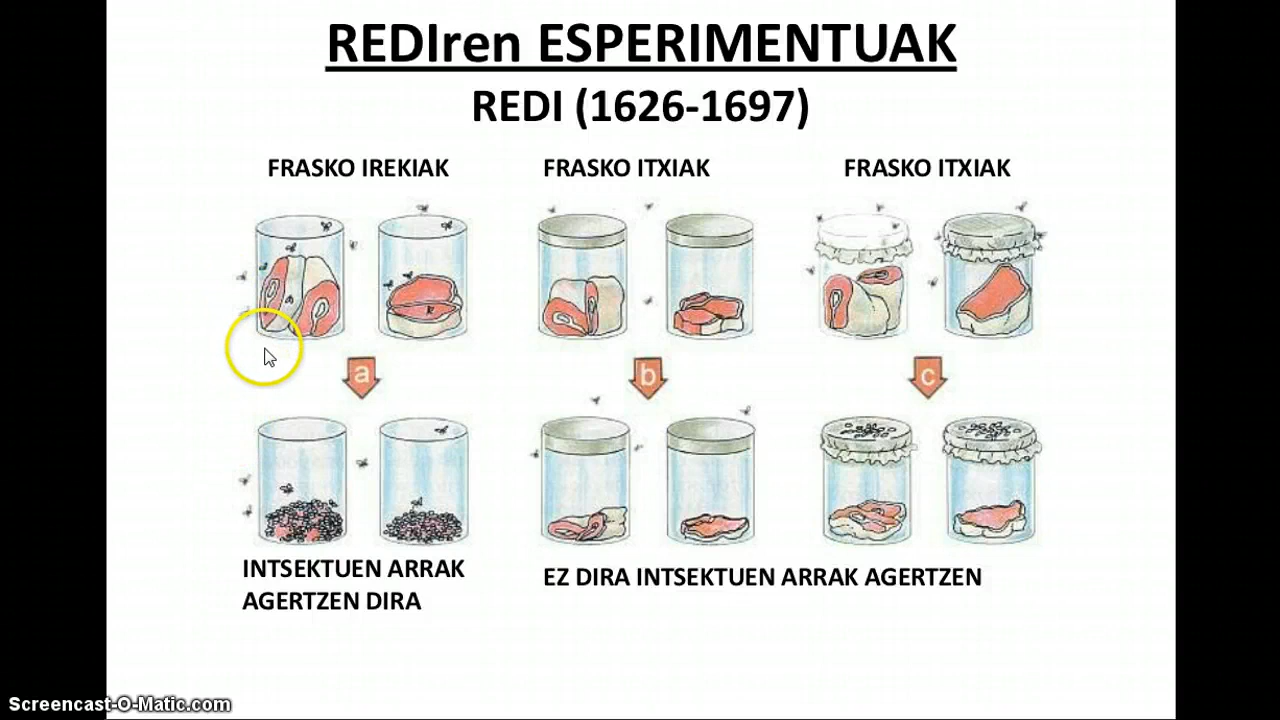 REDIren ESPERIMENTUAK
REDI (1626-1697)
FRASKO IREKIAK
FRASKO ITXIAK
FRASKO ITXIAK
a
b
c
INTSEKTUEN ARRAK
AGERTZEN DIRA
EZ DIRA INTSEKTUEN ARRAK AGERTZEN
Screencast-O-Matic.com